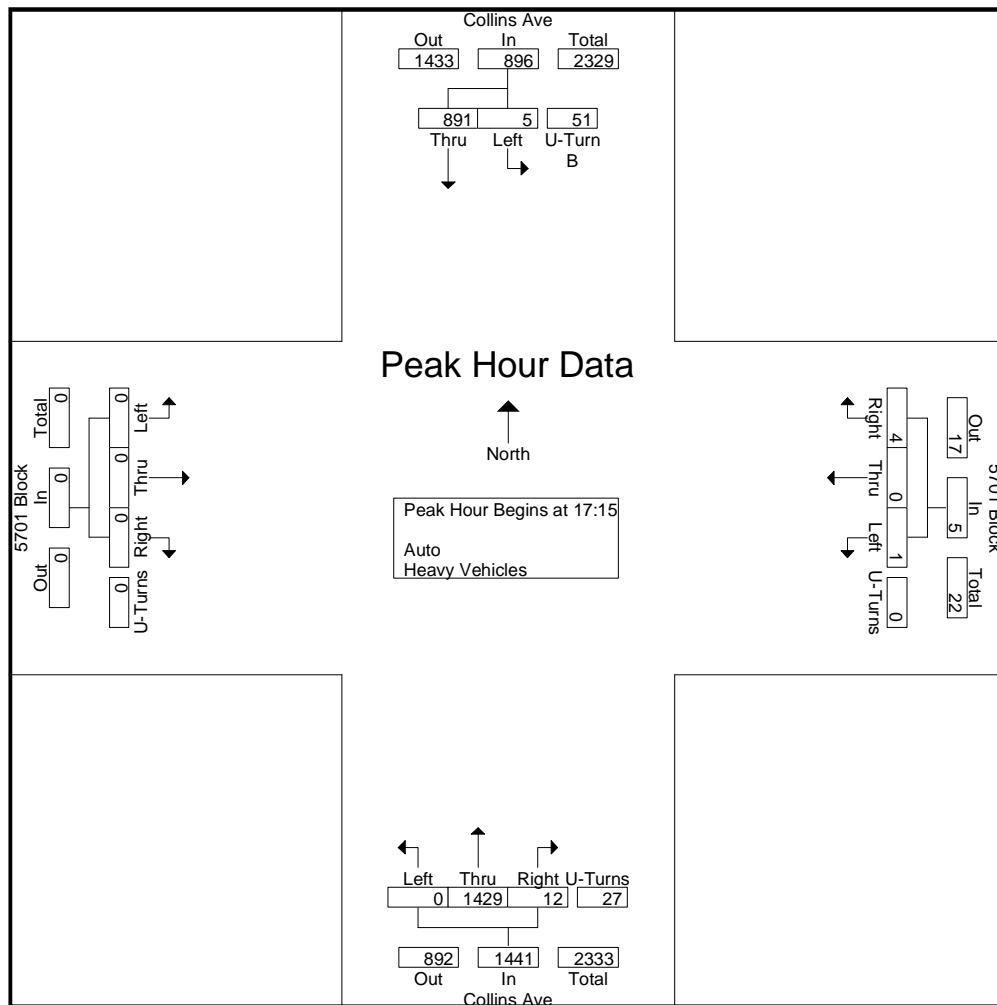 Collins Ave
Out In Total
1433 896 2329
891 5 51
Thru Left U-Turn
B
Peak Hour Data
North
Peak Hour Begins at 17:15
Auto
Heavy Vehicles
5701 Block
Out In Total
0 0 0
U-Turns Right Thru Left
0 0 0 0
5701 Block
Out In Total
17 5 22
4 0 1 0
Right Thru Left U-Turns
Left Thru Right U-Turns
0 1429 12 27
892 1441 2333
Out In Total
Collins Ave